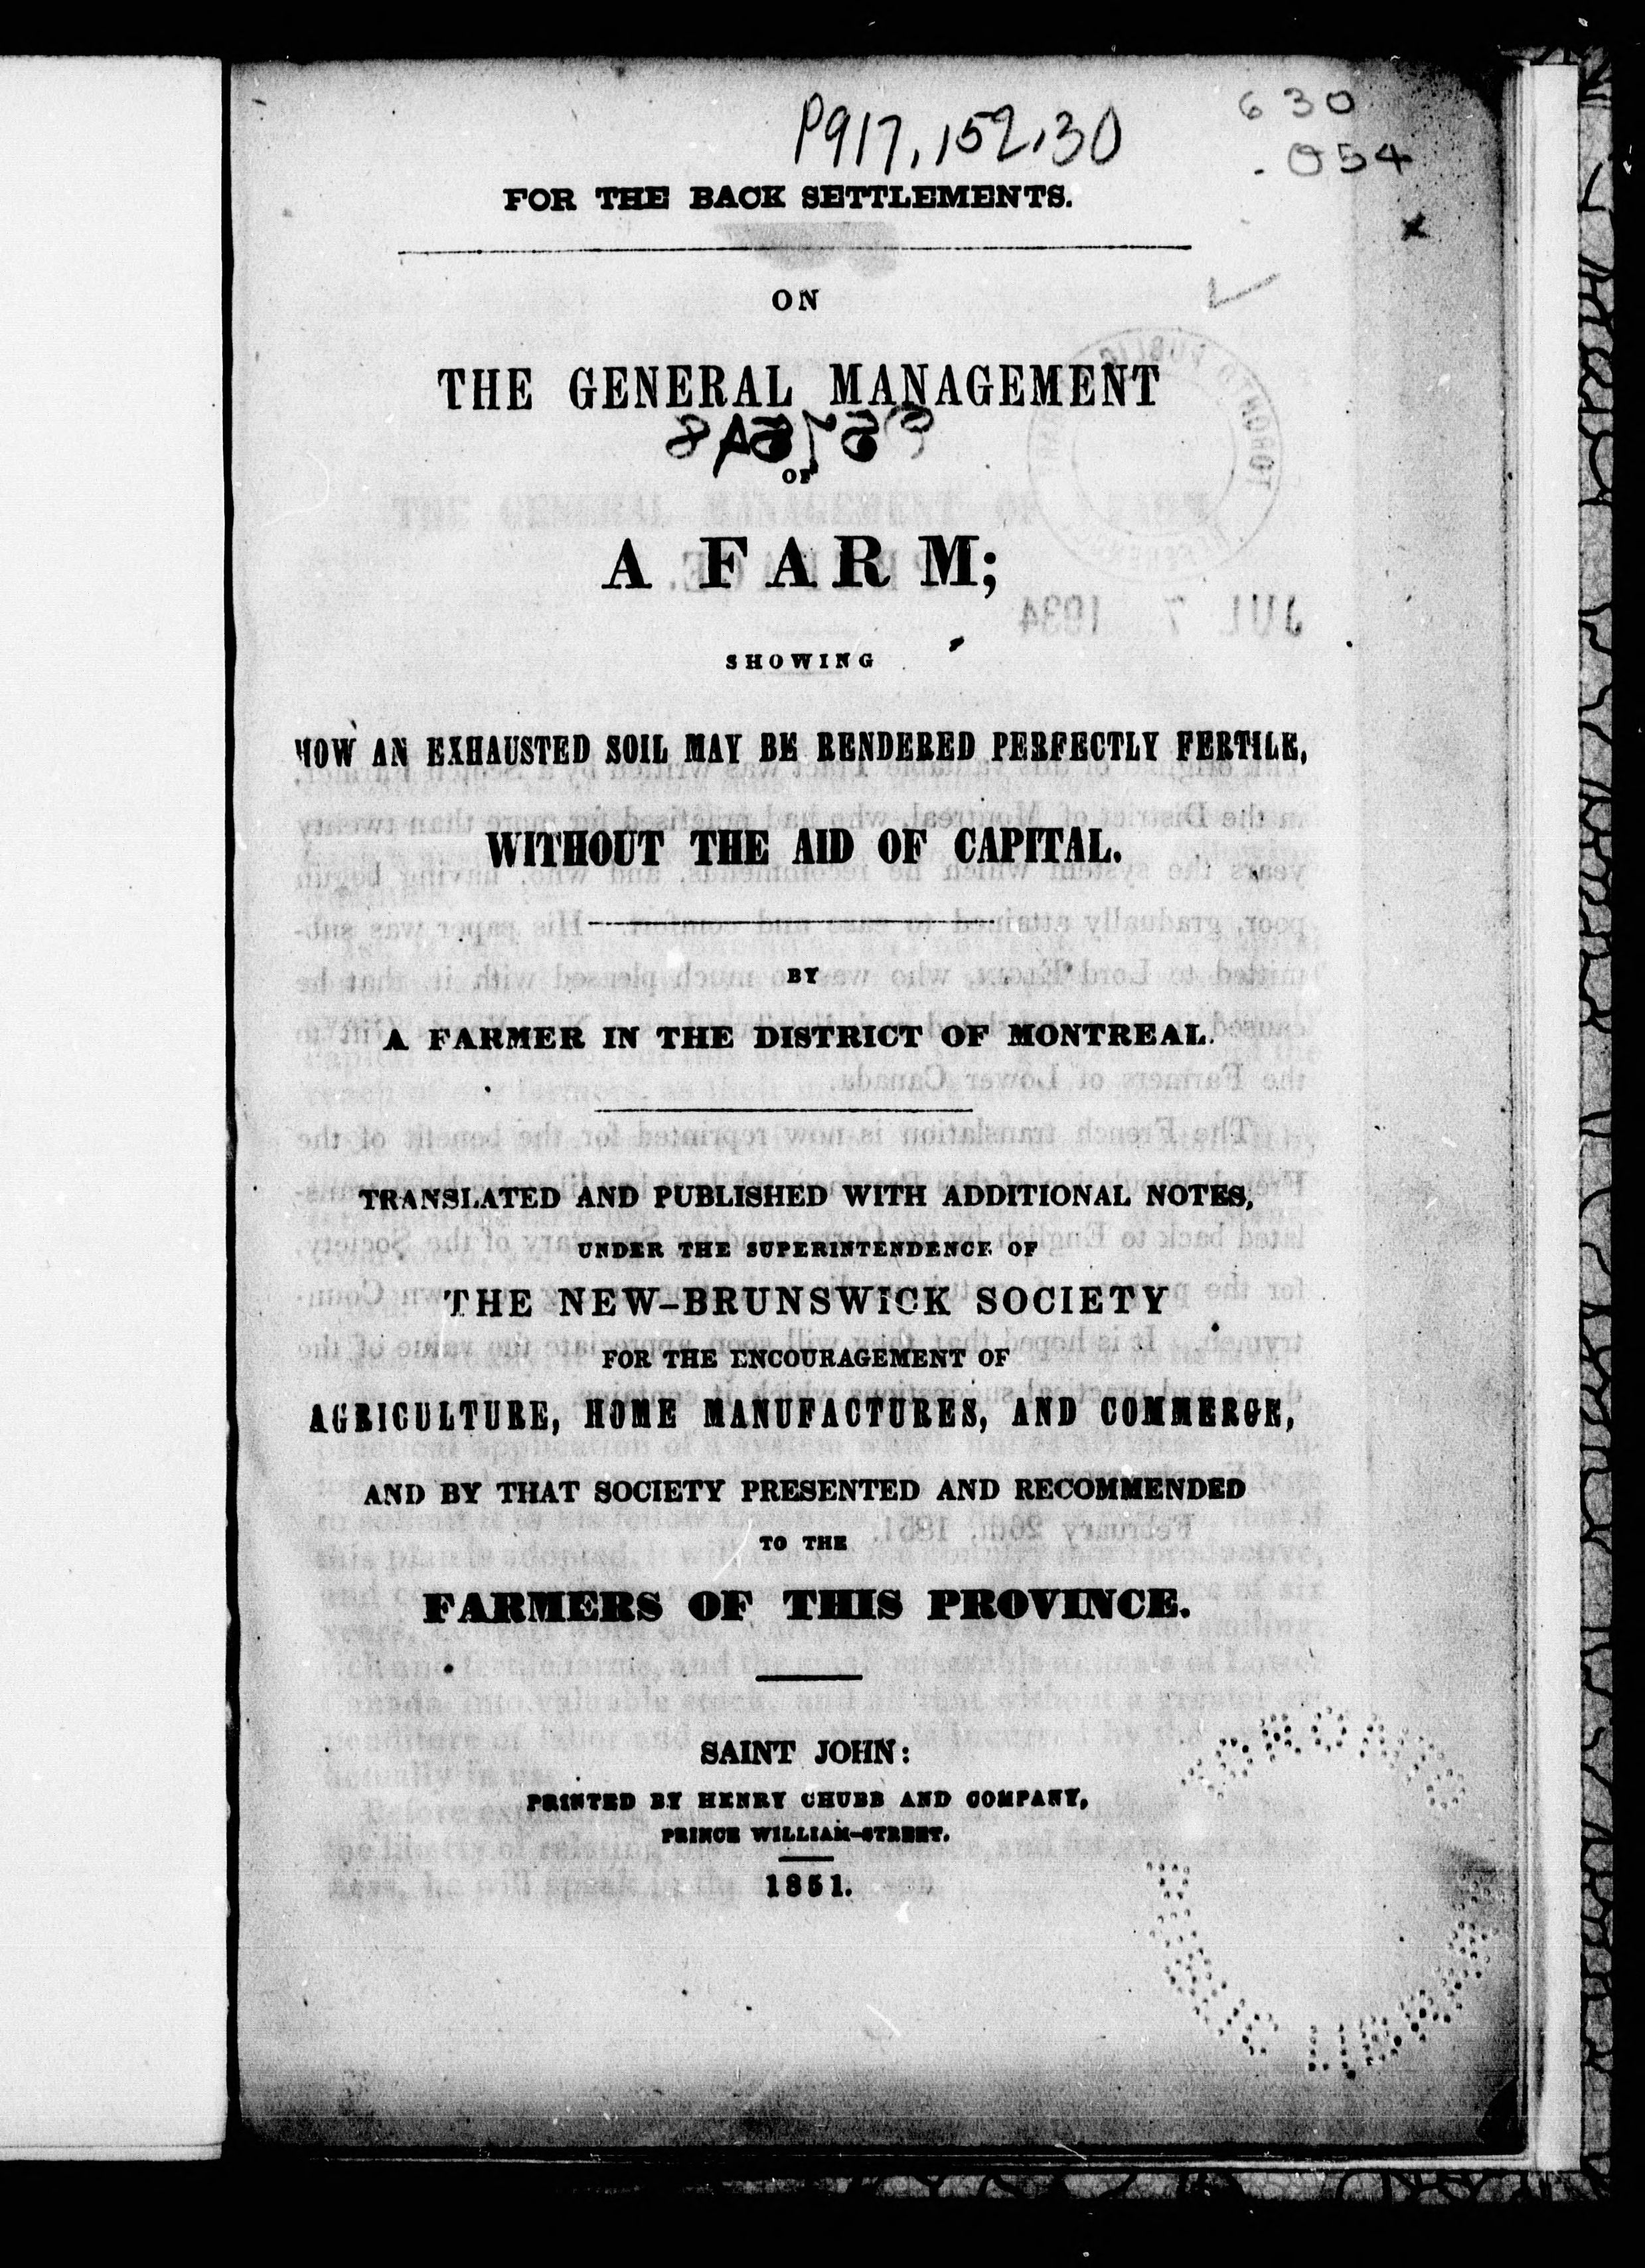 P917.152.30
630
.054
FOR THE BACK SETTLEMENTS.
ON
THE GENERAL MANAGEMENT
OF
A FARM;
JUL 7 1934
SHOWING
HOW AN EXHAUSTED SOIL MAY BE RENDERED PERFECTLY FERTILE,
WITHOUT THE AID OF CAPITAL.
BY
A FARMER IN THE DISTRICT OF MONTREAL.
TRANSLATED AND PUBLISHED WITH ADDITIONAL NOTES,
UNDER THE SUPERINTENDENCE OF
THE NEW-BRUNSWICK SOCIETY
FOR THE ENCOURAGEMENT OF
AGRICULTURE, HOME MANUFACTURES, AND COMMERCE,
AND BY THAT SOCIETY PRESENTED AND RECOMMENDED
TO THE
FARMERS OF THIS PROVINCE.
SAINT JOHN:
PRINTED BY HENRY CHUBB AND COMPANY,
PRINCE WILLIAM-STREET.
1851.
TORONTO
PUBLIC LIBRARY